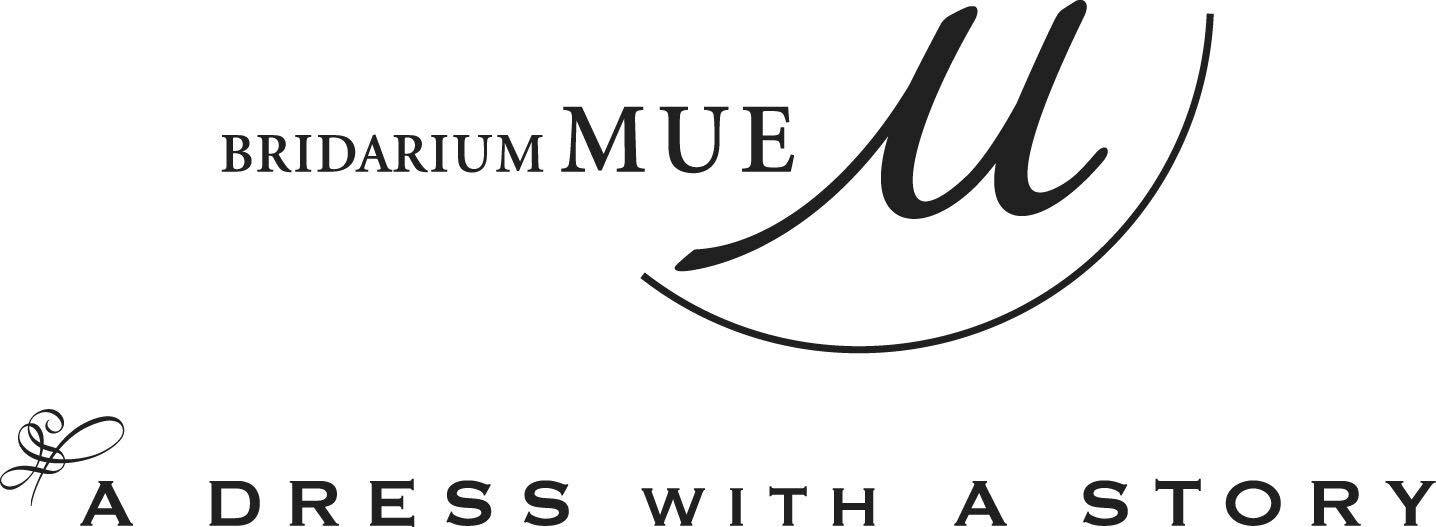 BRIDARIUM MUE μ
A DRESS WITH A STORY